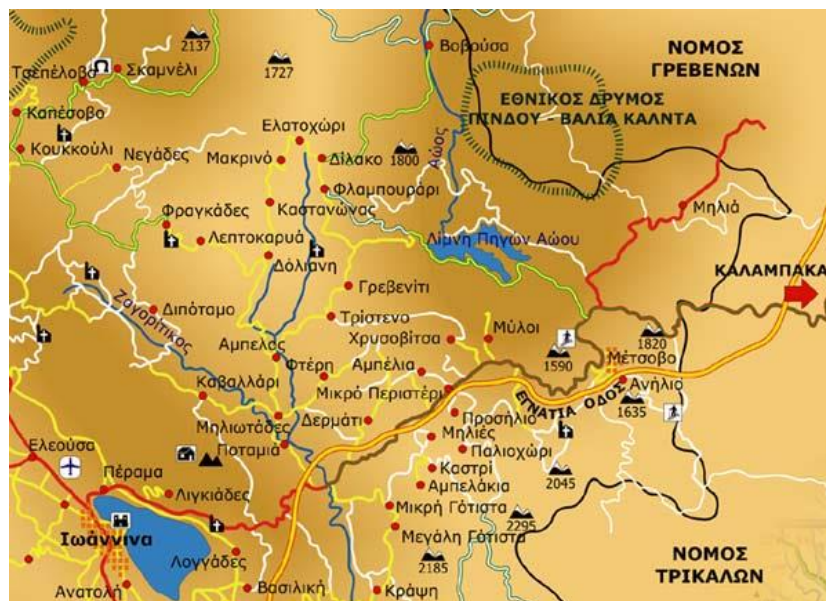 2137
1727
Βοβούσα
ΝΟΜΟΣ
ΓΡΕΒΕΝΩΝ
Τσεπέλοβο
Σκαμνέλι
ΕΘΝΙΚΟΣ ΔΡΥΜΟΣ
ΠΙΝΔΟΥ - ΒΑΛΙΑ ΚΑΛΝΤΑ
Καπέσοβο
Ελατοχώρι
Κουκκούλι
Νεγάδες
Μακρινό
Δίλακο
1800
Αώος
Φλαμπουράρι
Φραγκάδες
Καστανώνας
Μηλιά
Λεπτοκαρυά
Λίμνη Πηγών Αώου
Δόλιανη
ΚΑΛΑΜΠΑΚΑ
Γρεβενίτι
Ζαγορίτικος
Διπόταμο
Τρίστενο
Χρυσοβίτσα
Μύλοι
1820
Αμπελος
Φτέρη
Αμπέλια
1590
Μέτσοβο
Καβαλλάρι
Μικρό Περιστέρι
Ανήλιο
ΕΓΝΑΤΙΑ ΟΔΟΣ
1635
Μηλιωτάδες
Δερμάτι
Προσήλιο
Μηλιές
Ελεούσα
Ποταμιά
Παλιοχώρι
Πέραμα
Καστρί
2045
Λιγκιάδες
Αμπελάκια
Μικρή Γότιστα
2295
Ιωάννινα
Μεγάλη Γότιστα
Λογγάδες
2185
ΝΟΜΟΣ
ΤΡΙΚΑΛΩΝ
Ανατολή
Βασιλική
Κράψη